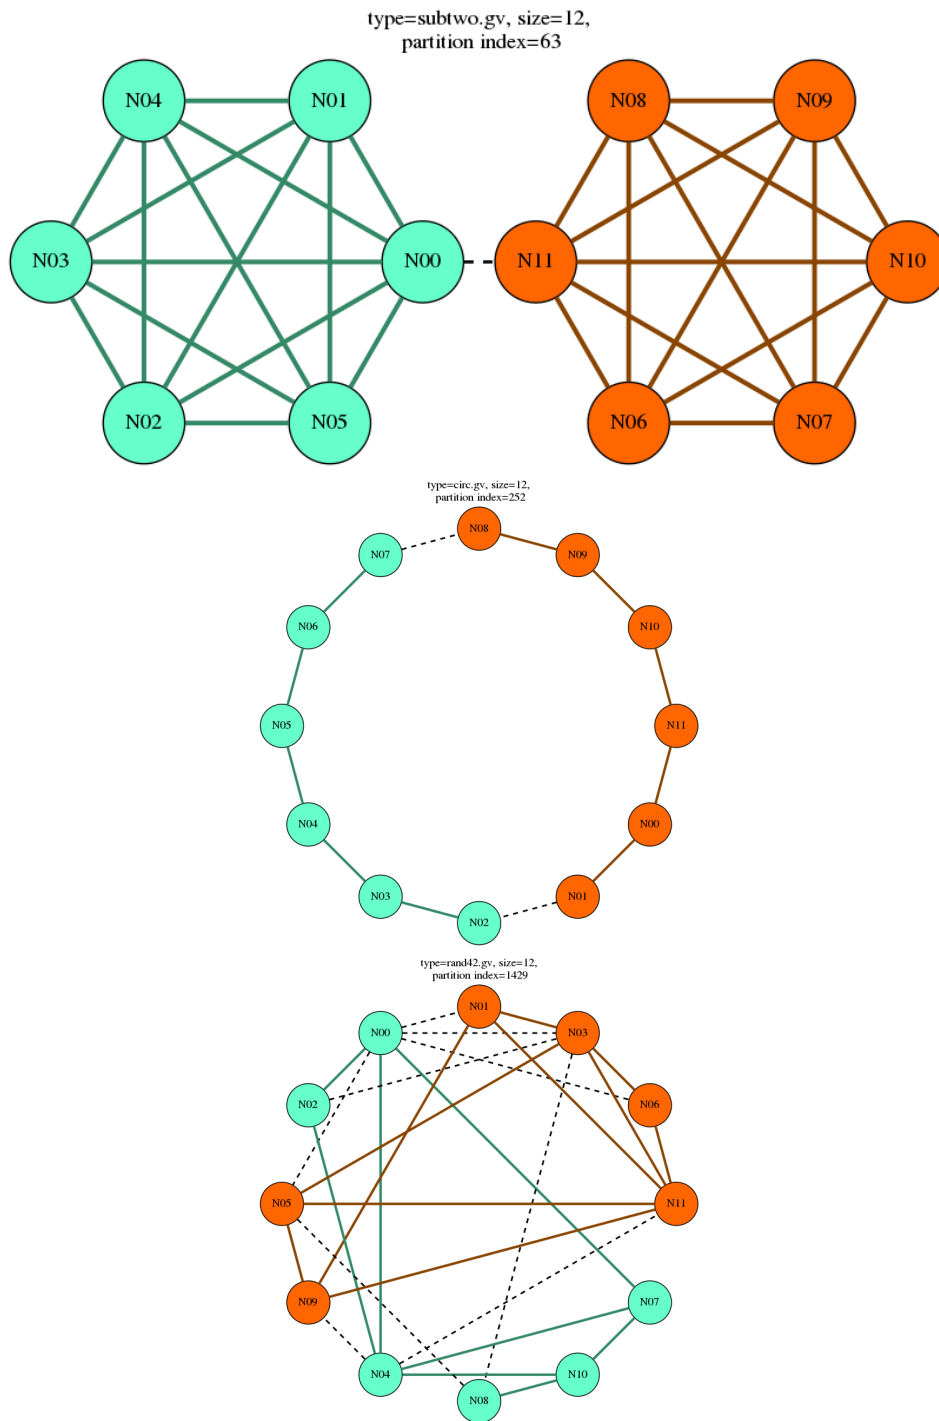 type=subtwo.gv, size=12,
partition index=63
N04 N01 N08 N09
N03 N00 N11 N10
N02 N05 N06 N07
type=circ.gv, size=12,
partition index=252
N08
N07 N09
N06 N10
N05 N11
N04 N00
N03 N01
N02
type=rand42.gv, size=12,
partition index=1429
N01
N00 N03
N02 N06
N05 N11
N09 N07
N04 N10
N08